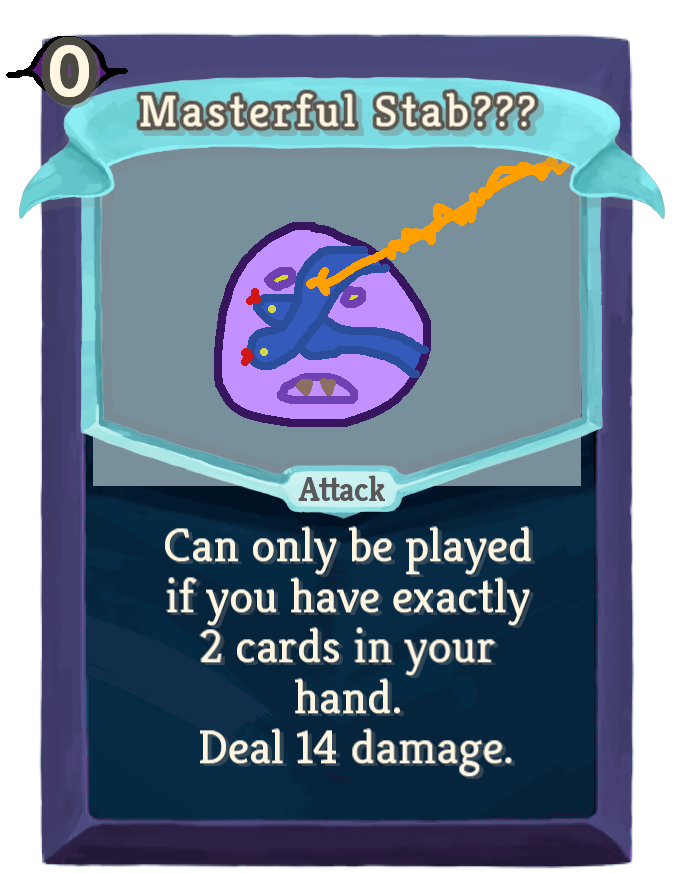 0
Masterful Stab???
Attack
Can only be played
if you have exactly
2 cards in your
hand.
Deal 14 damage.